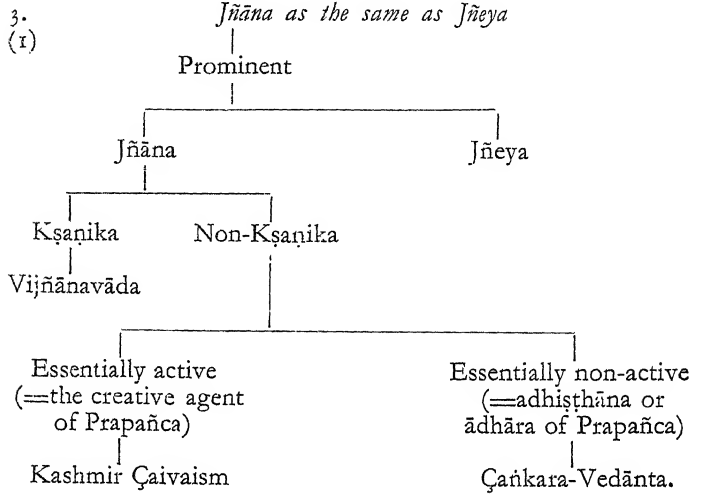 3. Jñāna as the same as Jñeya
(1)
Prominent
Jñāna Jñeya
Kṣaṇika Non-Kṣaṇika
Vijñānavāda
Essentially active
(=the creative agent
of Prapañca)
Kashmir Çaivaism
Essentially non-active
(=adhiṣṭhāna or
ādhāra of Prapañca)
Çaṅkara-Vedānta.